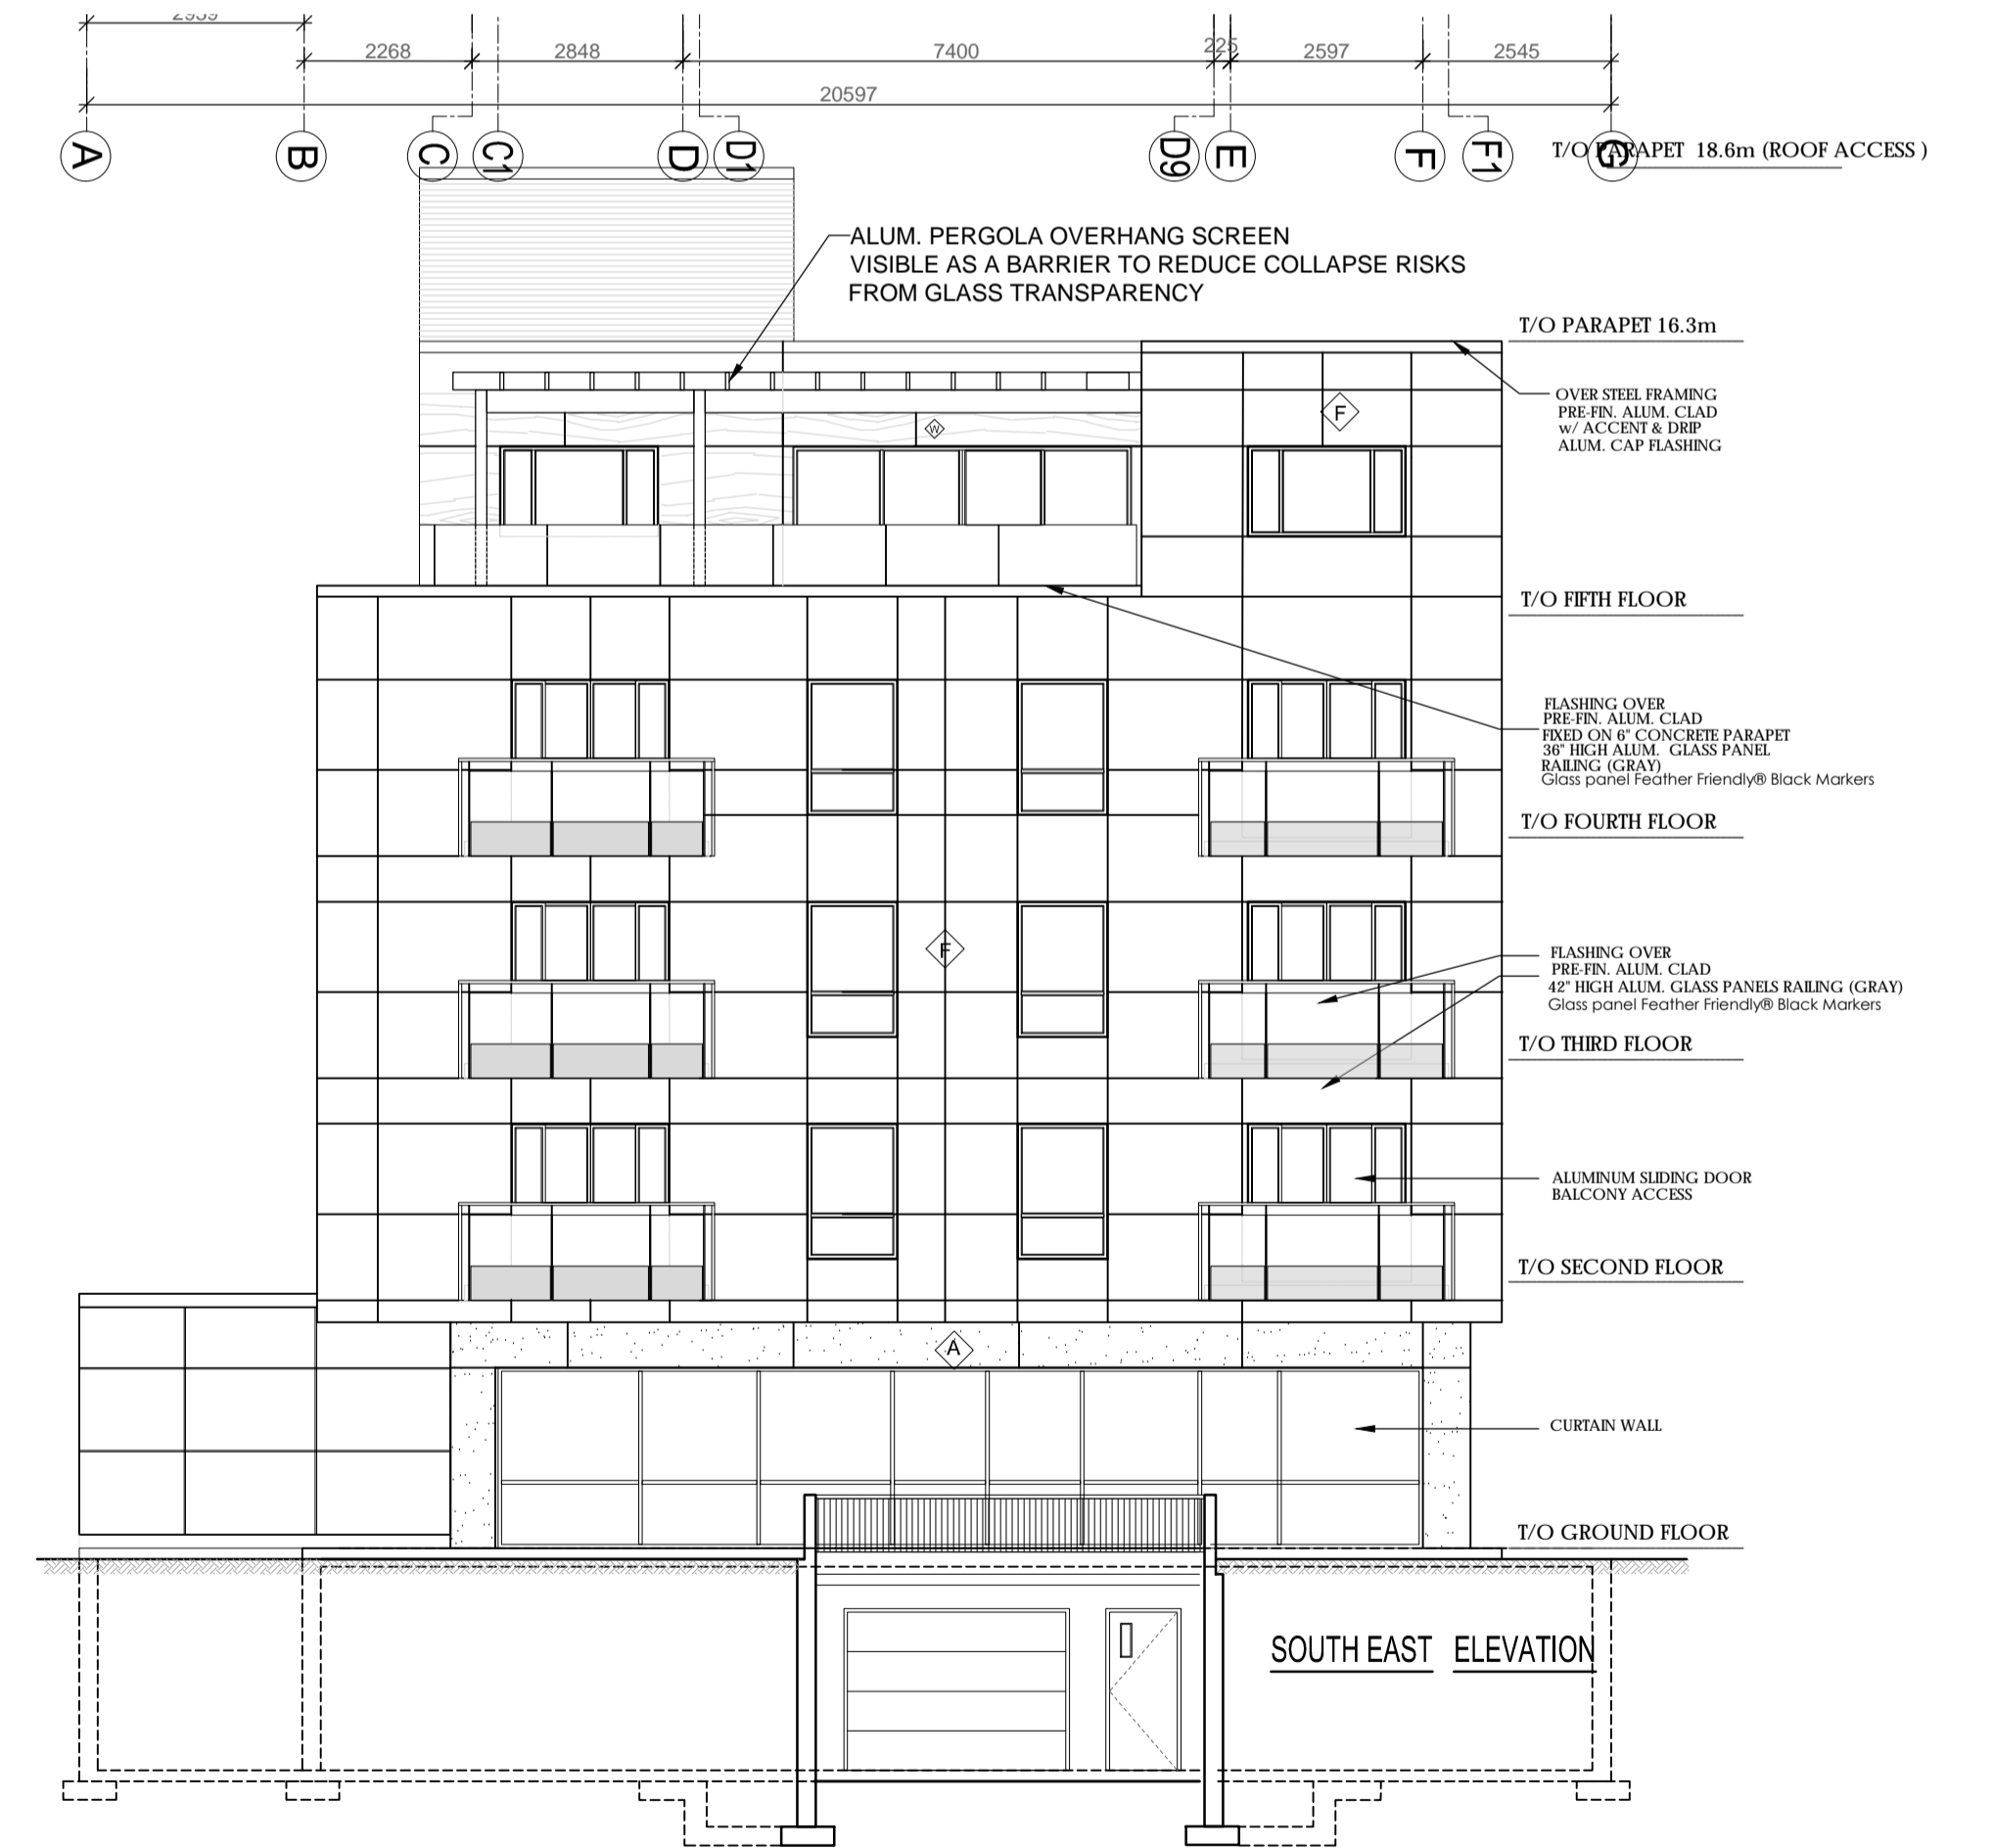 2268 2848 7400 225 2597 2545
20597
A B C C1 D D1 D9 E F F1 G
T/O PARAPET 18.6m (ROOF ACCESS )
ALUM. PERGOLA OVERHANG SCREEN
VISIBLE AS A BARRIER TO REDUCE COLLAPSE RISKS
FROM GLASS TRANSPARENCY
T/O PARAPET 16.3m
OVER STEEL FRAMING
PRE-FIN. ALUM. CLAD
w/ ACCENT & DRIP
ALUM. CAP FLASHING
F
W
T/O FIFTH FLOOR
FLASHING OVER
PRE-FIN. ALUM. CLAD
FIXED ON 6" CONCRETE PARAPET
36" HIGH ALUM. GLASS PANEL
RAILING (GRAY)
Glass panel Feather Friendly® Black Markers
T/O FOURTH FLOOR
F
FLASHING OVER
PRE-FIN. ALUM. CLAD
42" HIGH ALUM. GLASS PANELS RAILING (GRAY)
Glass panel Feather Friendly® Black Markers
T/O THIRD FLOOR
ALUMINUM SLIDING DOOR
BALCONY ACCESS
T/O SECOND FLOOR
A
CURTAIN WALL
T/O GROUND FLOOR
SOUTH EAST ELEVATION